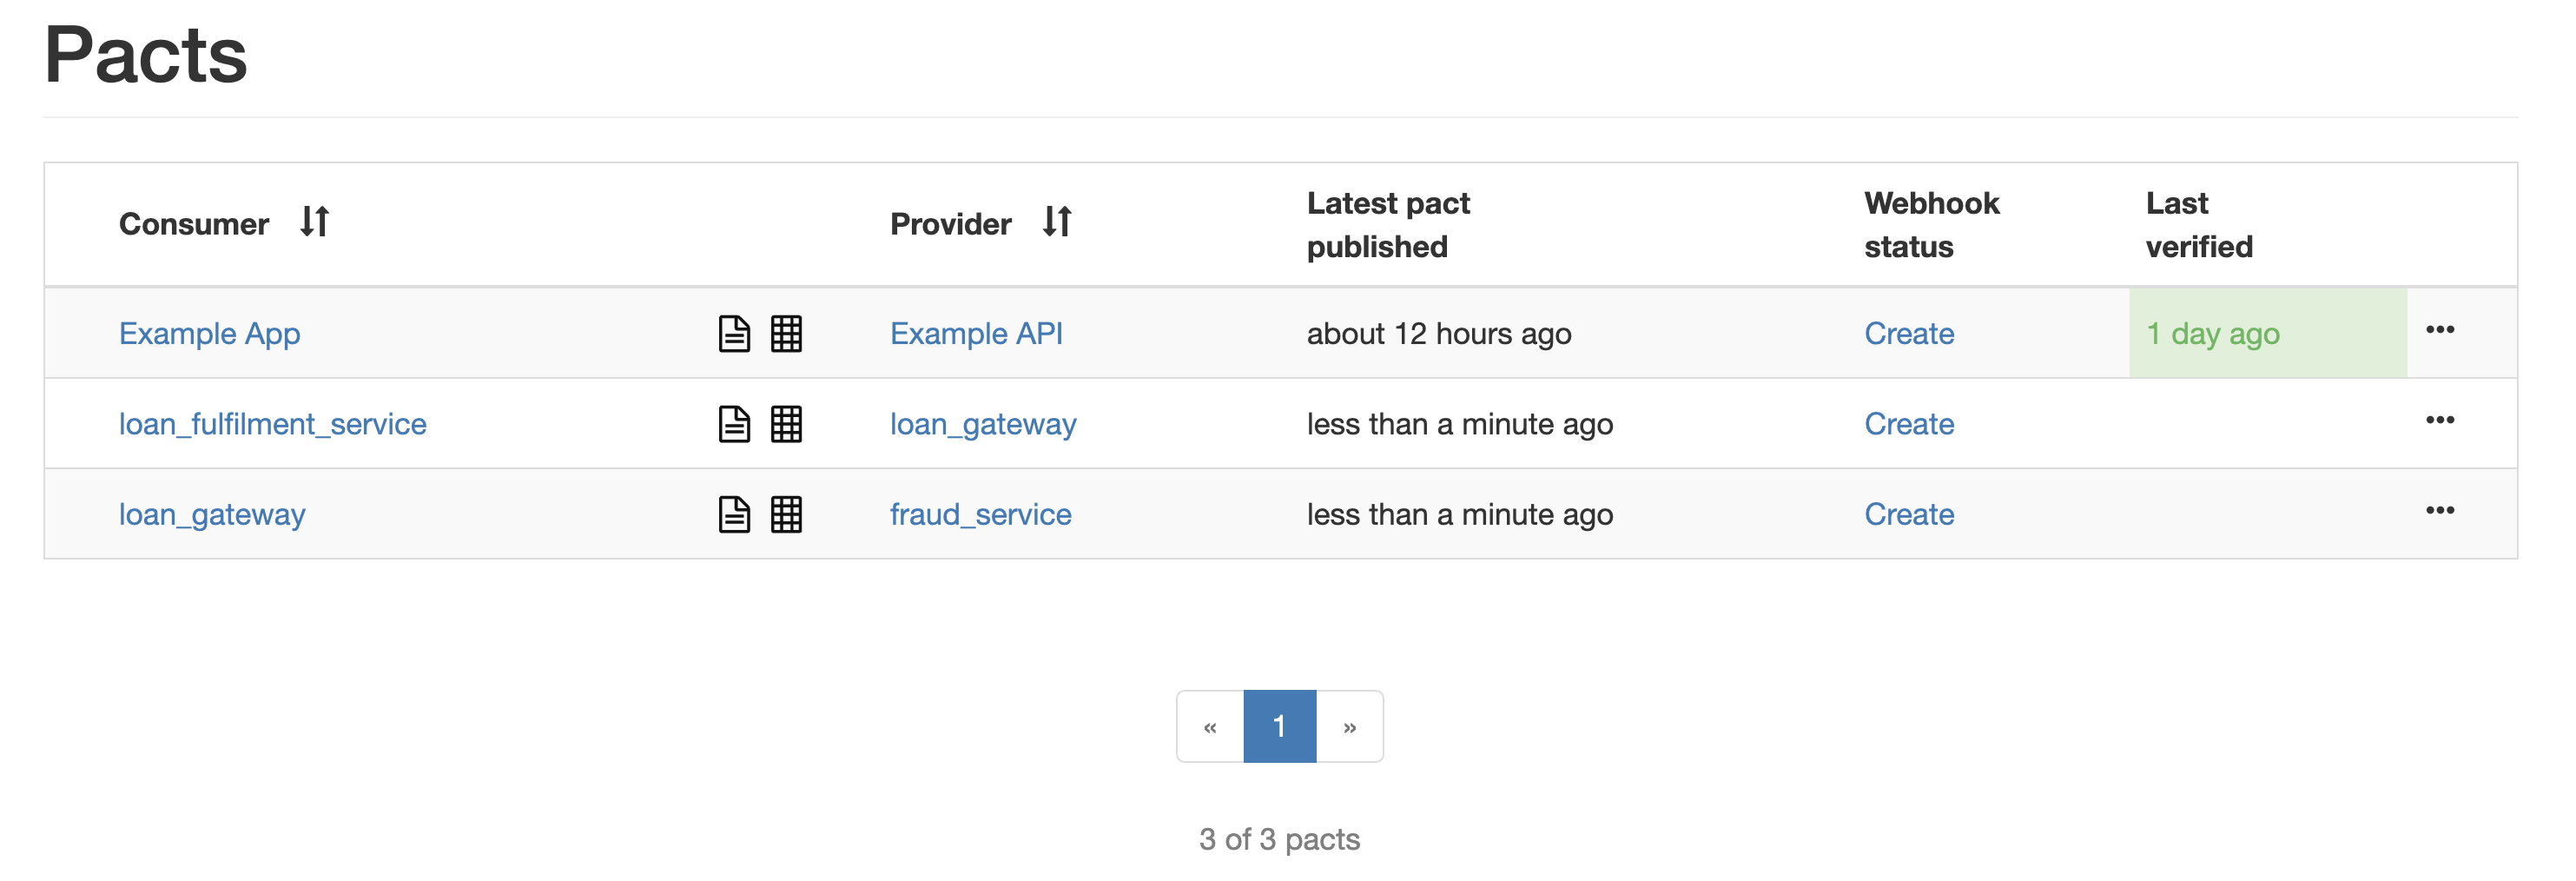 Pacts
Consumer Provider Latest pact published Webhook status Last verified
Example App Example API about 12 hours ago Create 1 day ago
loan_fulfilment_service loan_gateway less than a minute ago Create
loan_gateway fraud_service less than a minute ago Create
« 1 »
3 of 3 pacts